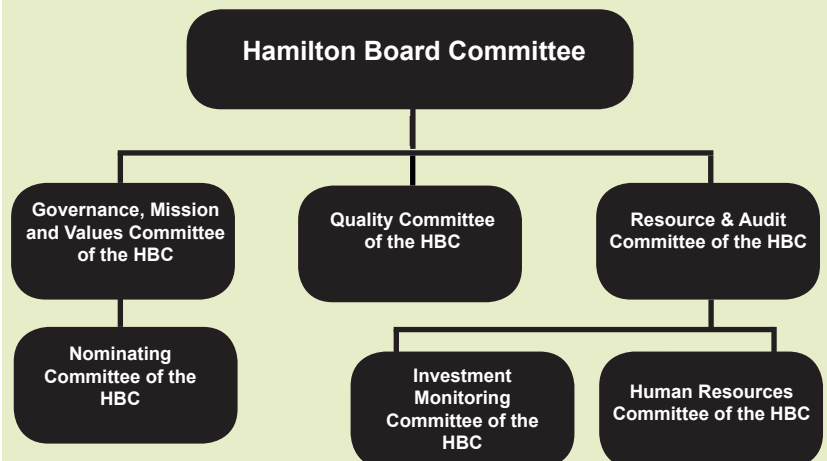 Hamilton Board Committee
Governance, Mission
and Values Committee
of the HBC
Quality Committee
of the HBC
Resource & Audit
Committee of the HBC
Nominating
Committee of the
HBC
Investment
Monitoring
Committee of the
HBC
Human Resources
Committee of the HBC